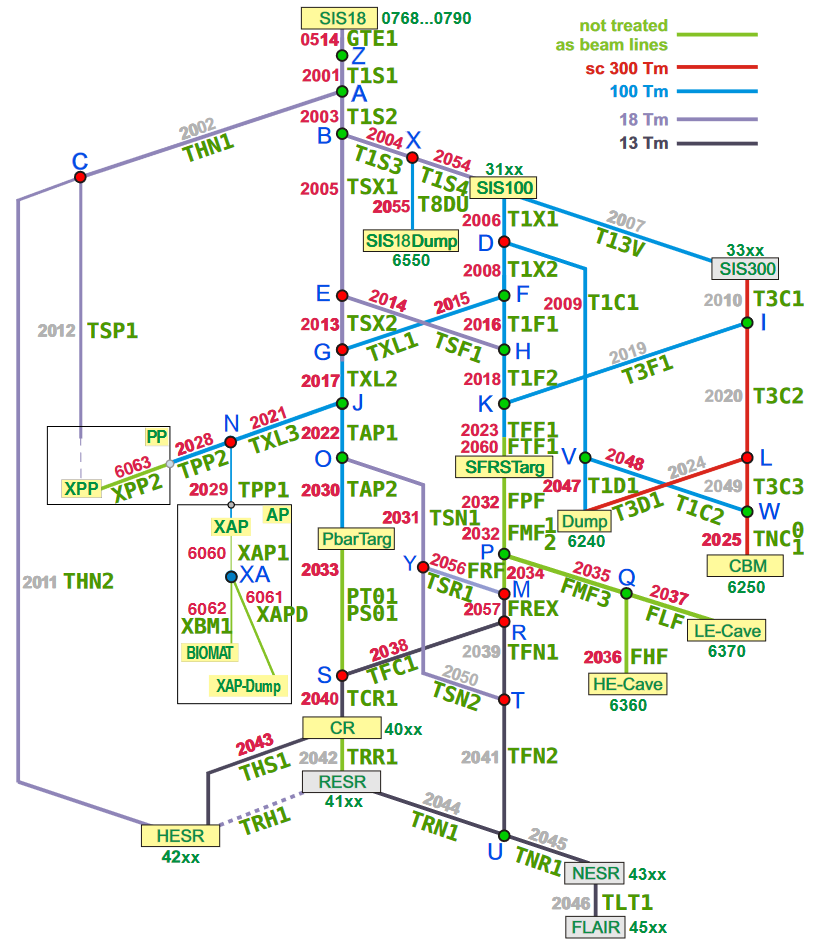 SIS18 0768...0790
not treated
as beam lines
sc 300 Tm
100 Tm
18 Tm
13 Tm
0514 GTE1
Z
2001 T1S1
A
2003 T1S2
B
2002
THN1
C
2004
T1S3
X
2054
T1S4
2005 TSX1
2055 T8DU
SIS18Dump
6550
31xx
SIS100
2006 T1X1
D
2007
T13V
33xx
SIS300
2008 T1X2
2009 T1C1
2010 T3C1
I
E
2014
TSF1
2015
TXL1
F
2013 TSX2
2016 T1F1
G
H
2012 TSP1
2017 TXL2
2018 T1F2
2019
T3F1
2020 T3C2
J
K
N
2021
TXL3
2022 TAP1
2023 TFF1
2060 FTF1
SFRSTarg
PP
2028
TPP2
6063
XPP2
XPP
O
V
2048
T1C2
2024
T3D1
L
2029 TPP1
2030 TAP2
2031
TSN1
2032 FPF
2047 T1D1
Dump
6240
2049 T3C3
W
AP
XAP
PbarTarg
2032 FMF1
2
2025 TNC0
1
CBM
6250
6060 XAP1
XA
2033
PT01
PS01
Y
2056
TSR1
P
FRF
2034
M
2035
FMF3
Q
2037
FLF
LE-Cave
6370
2011 THN2
6062
XBM1
6061
XAPD
BIOMAT
XAP-Dump
2057 FREX
R
2036 FHF
HE-Cave
6360
S
2038
TFC1
2039 TFN1
2040 TCR1
2050
TSN2
T
CR 40xx
2043
THS1
2042 TRR1
2041 TFN2
RESR
41xx
TRH1
HESR
42xx
2044
TRN1
U
2045
TNR1
NESR 43xx
2046 TLT1
FLAIR 45xx